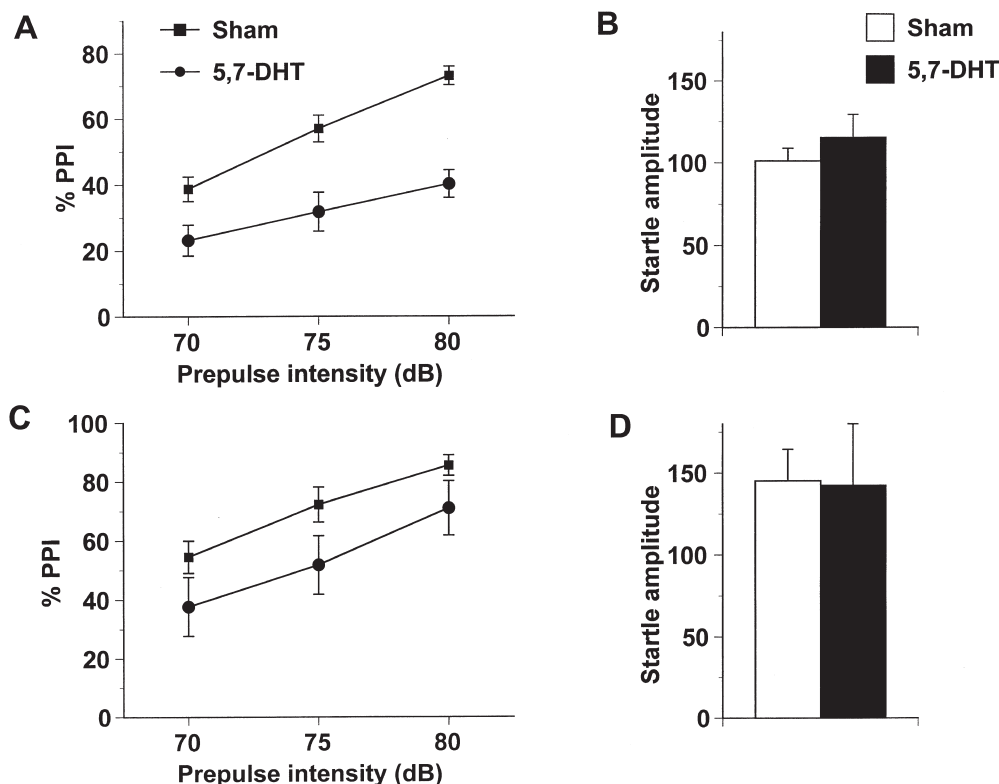 A
Sham
5,7-DHT
80
60
40
20
0
% PPI
70 75 80
Prepulse intensity (dB)
B
Sham
5,7-DHT
150
100
50
0
Startle amplitude
C
100
80
60
40
20
0
% PPI
70 75 80
Prepulse intensity (dB)
D
150
100
50
0
Startle amplitude